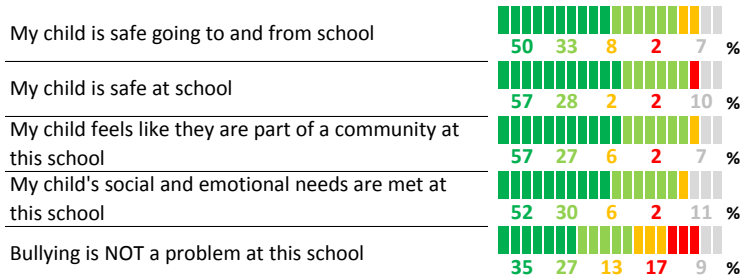 My child is safe going to and from school
50 33 8 2 7 %
My child is safe at school
57 28 2 2 10 %
My child feels like they are part of a community at
this school
57 27 6 2 7 %
My child's social and emotional needs are met at
this school
52 30 6 2 11 %
Bullying is NOT a problem at this school
35 27 13 17 9 %